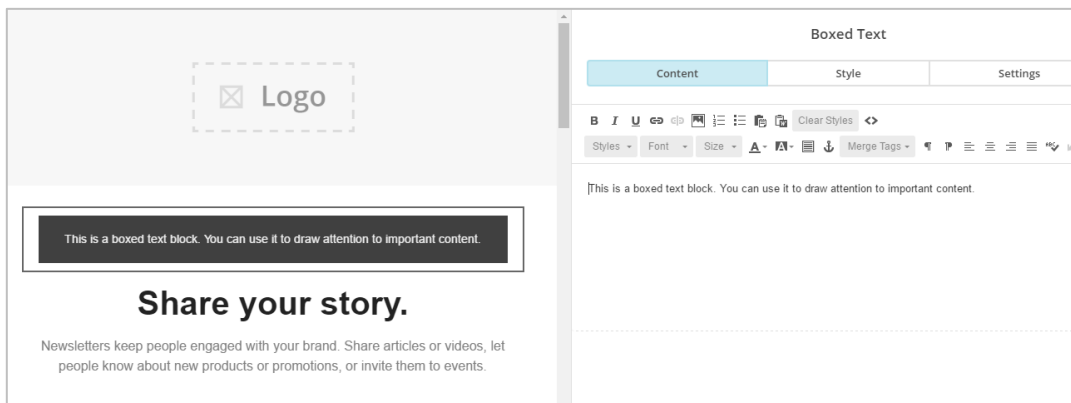 Logo
This is a boxed text block. You can use it to draw attention to important content.
Share your story.
Newsletters keep people engaged with your brand. Share articles or videos, let
people know about new products or promotions, or invite them to events.
Boxed Text
Content Style Settings
B I U Clear Styles <>
Styles Font Size A A Merge Tags
This is a boxed text block. You can use it to draw attention to important content.